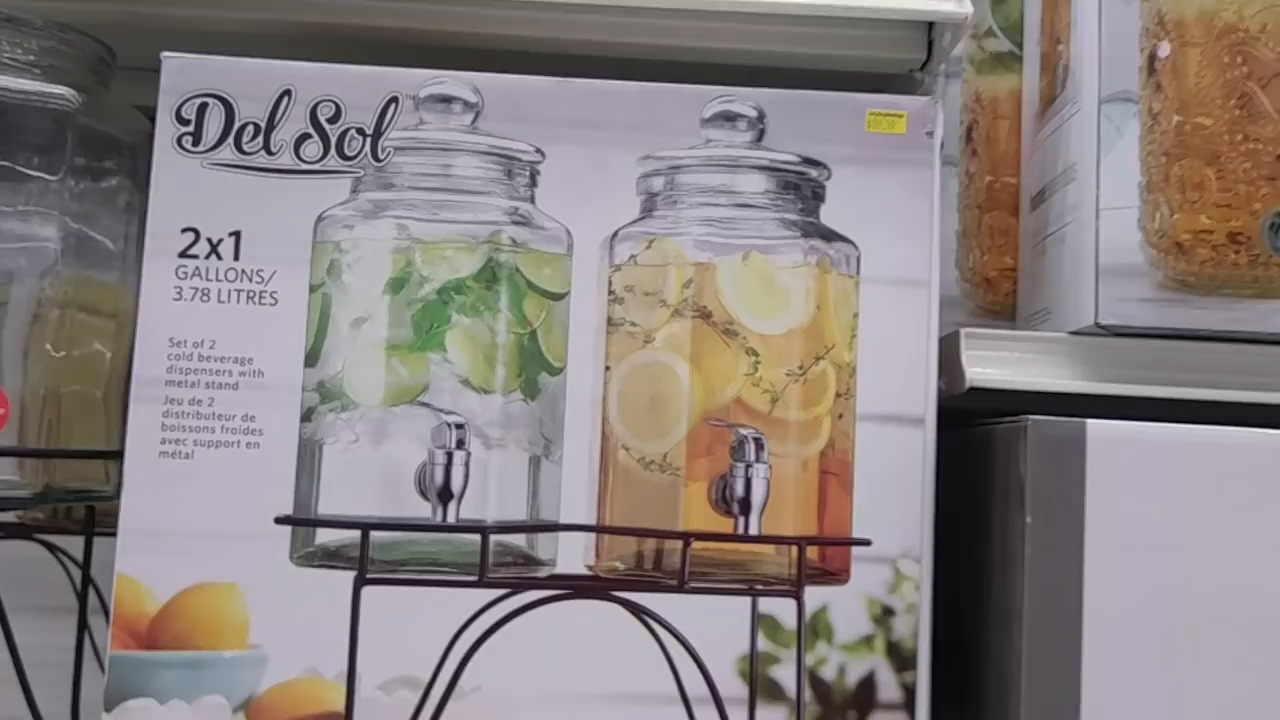 Del Sol™
2x1
GALLONS/
3.78 LITRES
Set of 2
cold beverage
dispensers with
metal stand
Jeu de 2
distributeur de
boissons froides
avec support en
métal